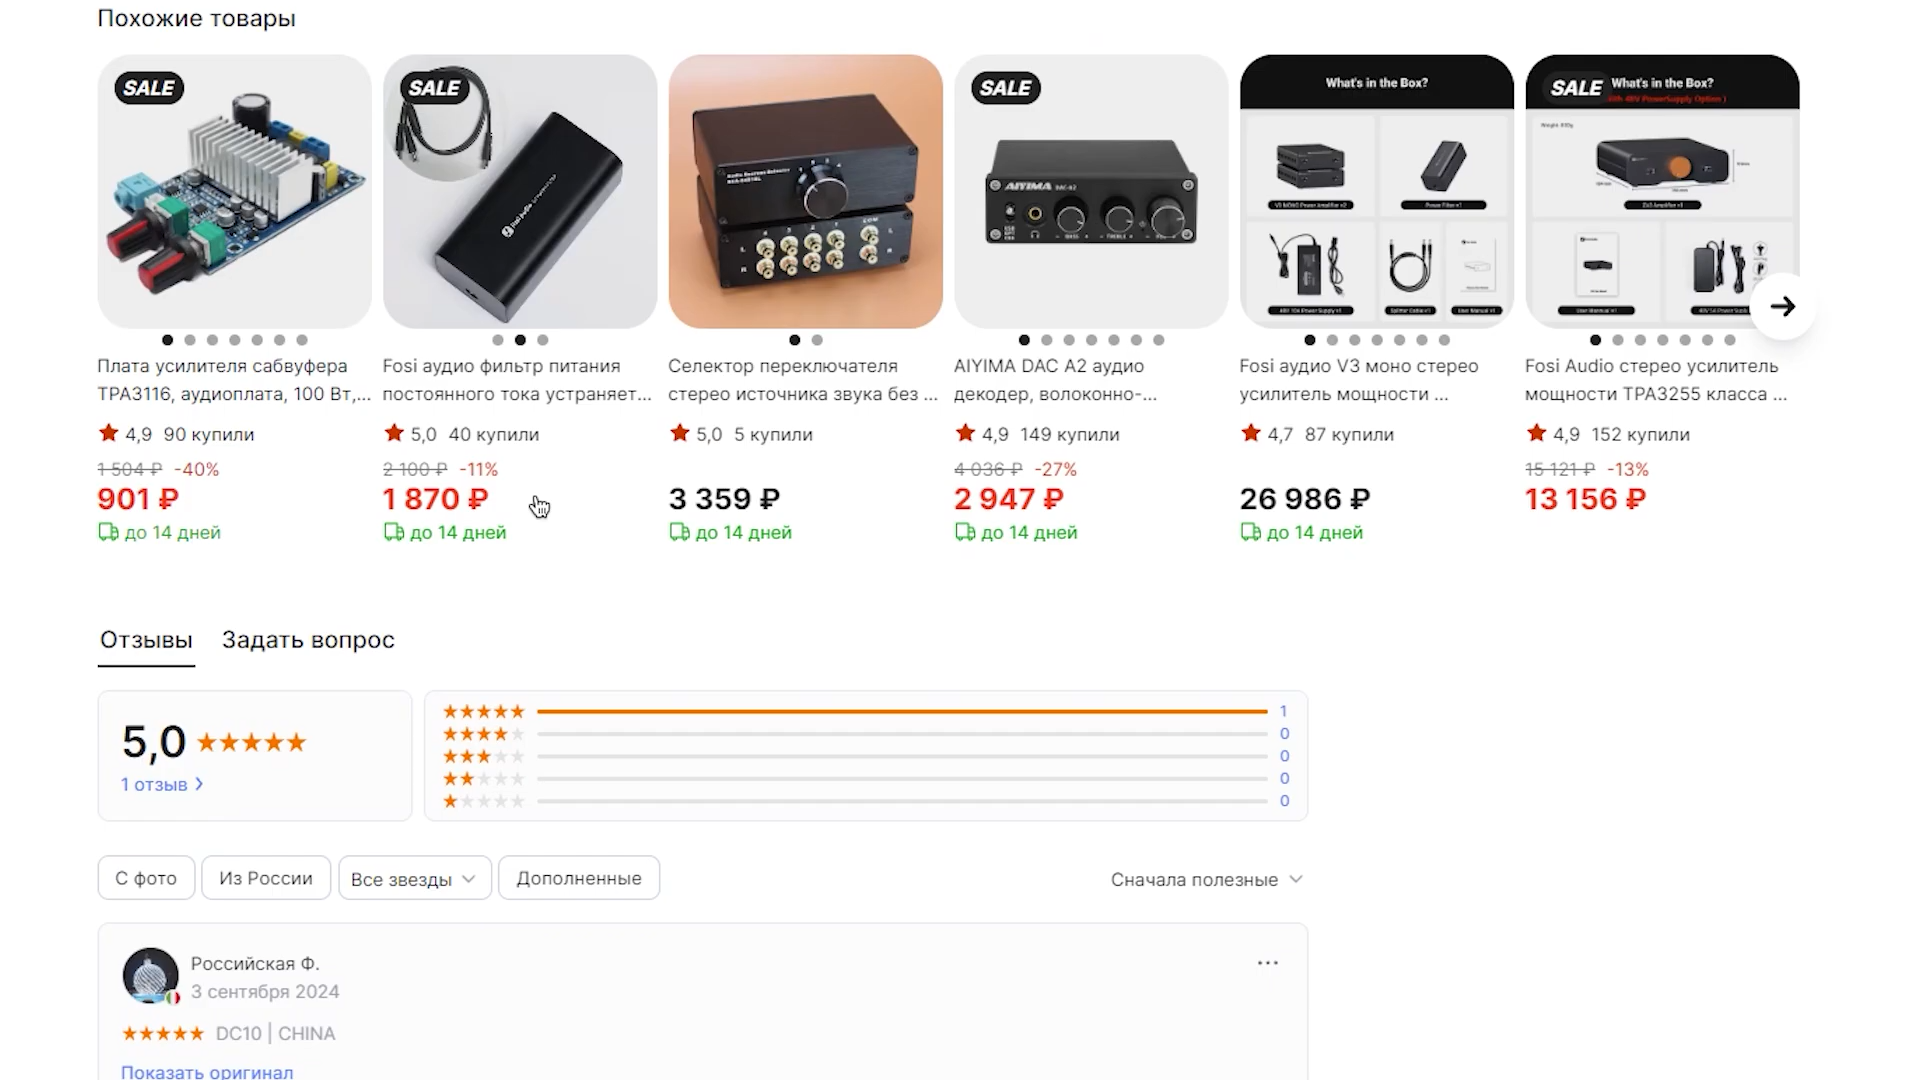 Похожие товары
SALE
SALE
SALE
What's in the Box?
SALE What's in the Box?
AIYIMA DAC-A2
BASS
TREBLE
COM
L
R
Плата усилителя сабвуфера
TPA3116, аудиоплата, 100 Вт,...
★ 4,9 90 купили
1 504 ₽ -40%
901 ₽
до 14 дней
Fosi аудио фильтр питания
постоянного тока устраняет...
★ 5,0 40 купили
2 100 ₽ -11%
1 870 ₽
до 14 дней
Селектор переключателя
стерео источника звука без ...
★ 5,0 5 купили
3 359 ₽
до 14 дней
AIYIMA DAC A2 аудио
декодер, волоконно-...
★ 4,9 149 купили
4 036 ₽ -27%
2 947 ₽
до 14 дней
Fosi аудио V3 моно стерео
усилитель мощности ...
★ 4,7 87 купили
26 986 ₽
до 14 дней
Fosi Audio стерео усилитель
мощности TPA3255 класса ...
★ 4,9 152 купили
15 121 ₽ -13%
13 156 ₽
Отзывы Задать вопрос
5,0 ★★★★★
1 отзыв
1
0
0
0
0
С фото Из России Все звезды Дополненные Сначала полезные
Российская Ф.
3 сентября 2024
★★★★★ DC10 | CHINA
Показать оригинал